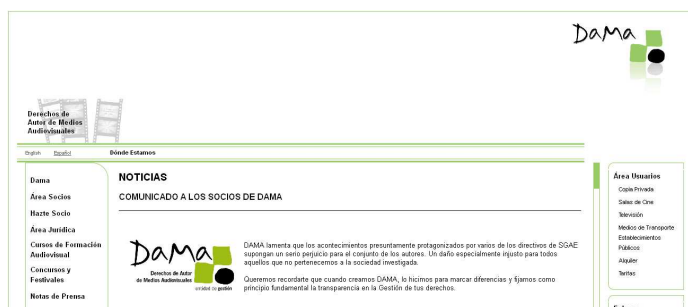 DAMA
Derechos de
Autor de Medios
Audiovisuales
English Español Dónde Estamos
Dama
Área Socios
Hazte Socio
Área Jurídica
Cursos de Formación
Audiovisual
Concursos y
Festivales
Notas de Prensa
NOTICIAS
COMUNICADO A LOS SOCIOS DE DAMA
DAMA
Derechos de Autor
de Medios Audiovisuales
entidad de gestión
DAMA lamenta que los acontecimientos presuntamente protagonizados por varios de los directivos de SGAE
supongan un serio perjuicio para el conjunto de los autores. Un daño especialmente injusto para todos
aquellos que no pertenecemos a la sociedad investigada.
Queremos recordarte que cuando creamos DAMA, lo hicimos para marcar diferencias y fijamos como
principio fundamental la transparencia en la Gestión de tus derechos.
Área Usuarios
Copia Privada
Salas de Cine
Televisión
Medios de Transporte
Establecimientos
Públicos
Alquiler
Tarifas